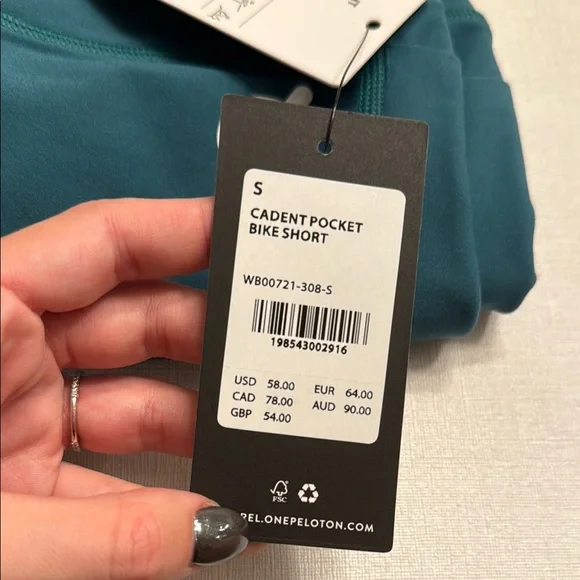 S
CADENT POCKET
BIKE SHORT
WB00721-308-S
198543002916
USD 58.00 EUR 64.00
CAD 78.00 AUD 90.00
GBP 54.00
FSC
REL.ONEPELOTON.COM